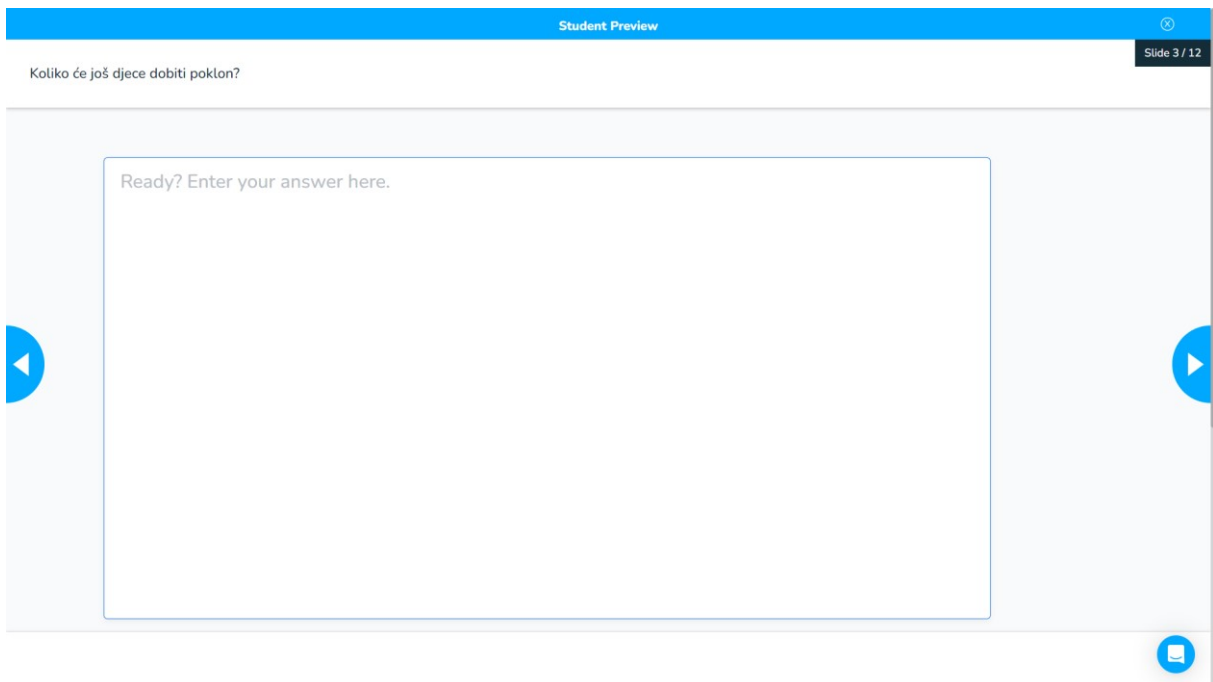 Student Preview
Slide 3 / 12
Koliko će još djece dobiti poklon?
Ready? Enter your answer here.